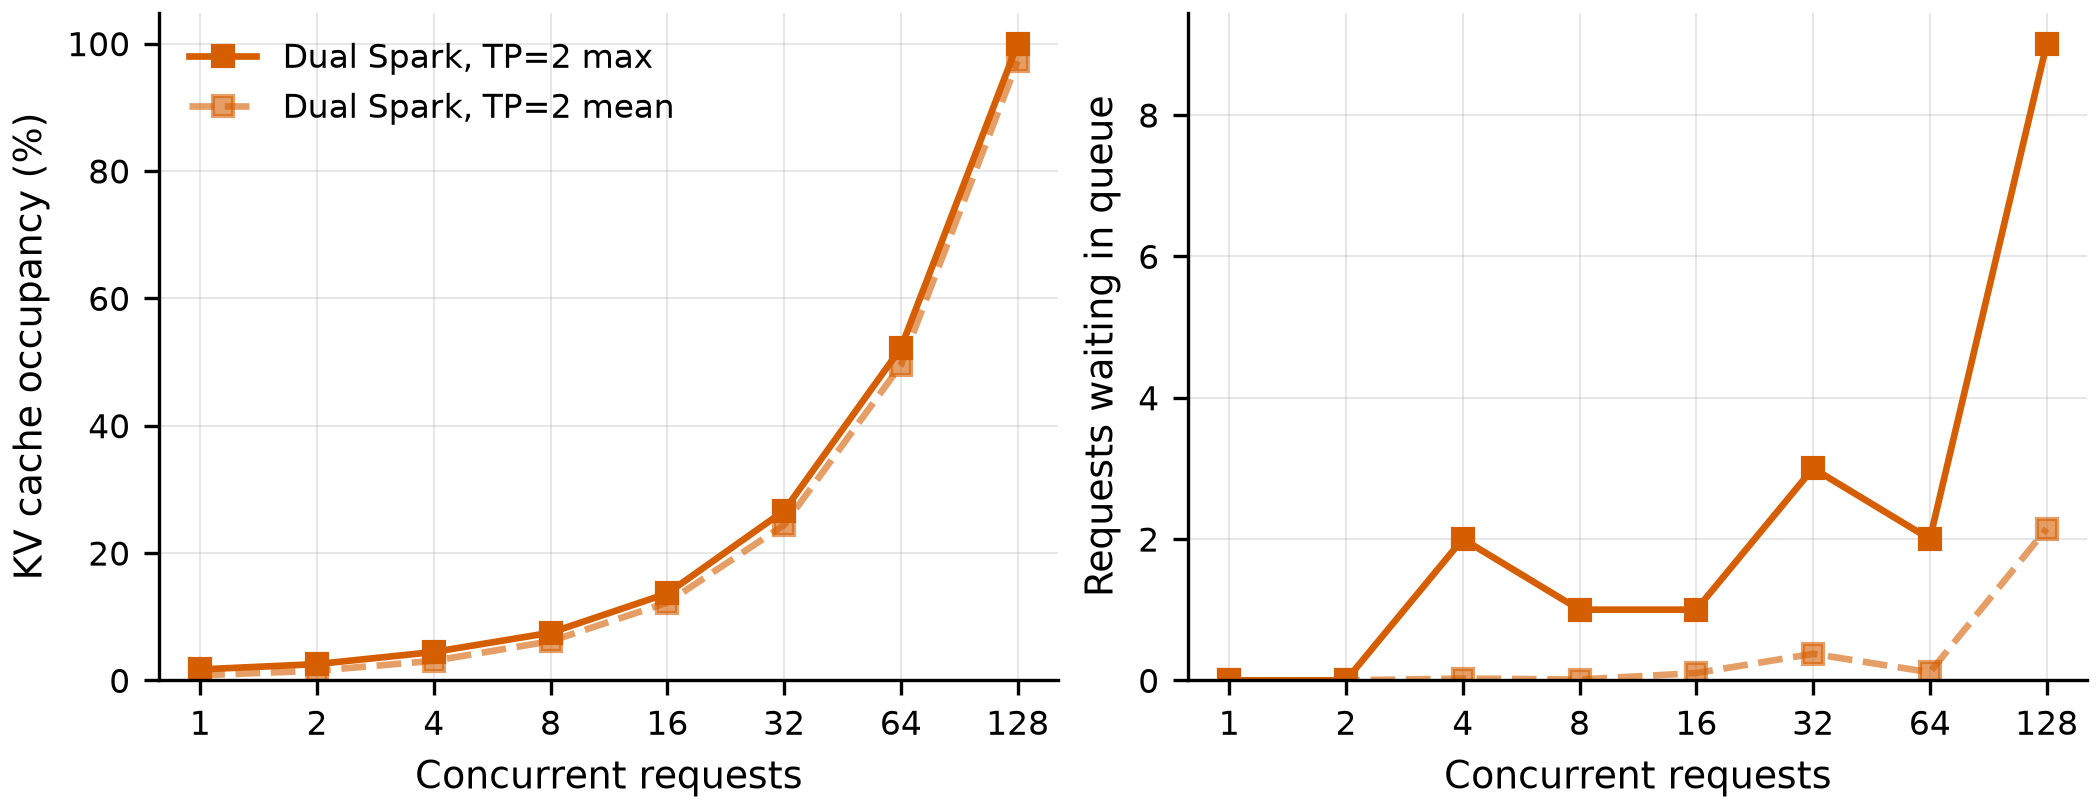 Dual Spark, TP=2 max
Dual Spark, TP=2 mean
KV cache occupancy (%)
100
80
60
40
20
0
1 2 4 8 16 32 64 128
Concurrent requests
Requests waiting in queue
8
6
4
2
0
1 2 4 8 16 32 64 128
Concurrent requests